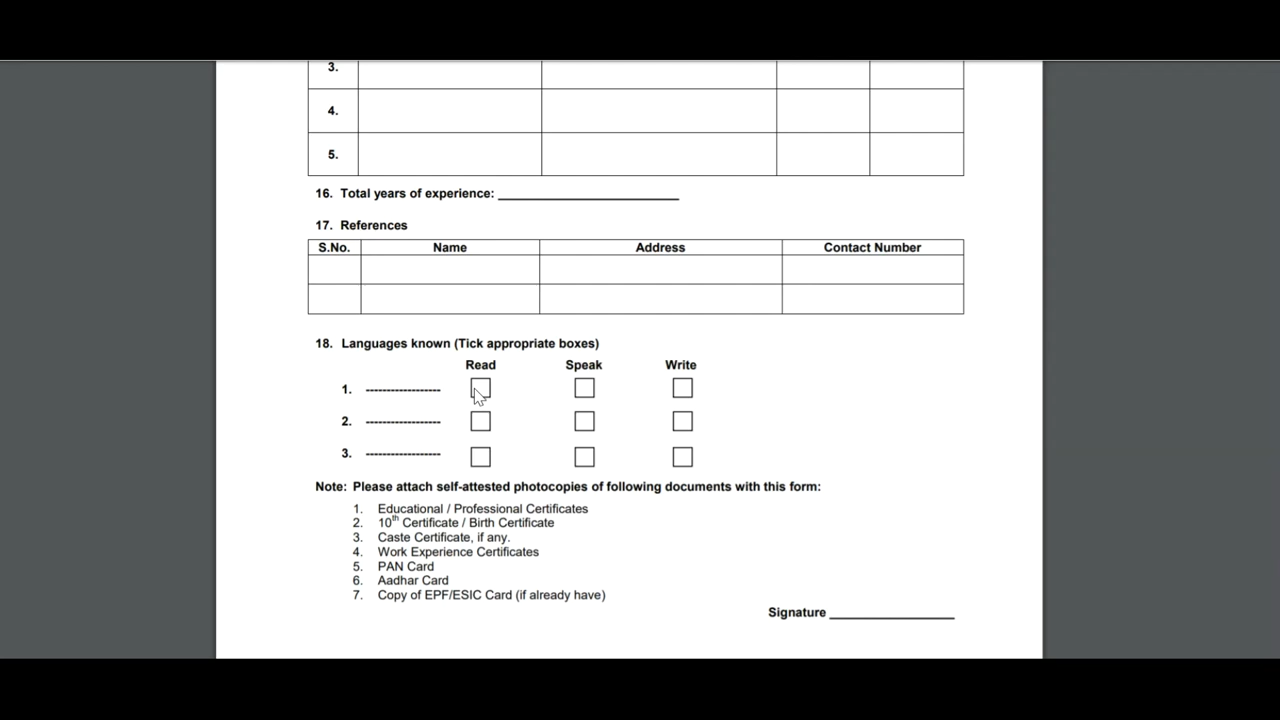 3.
4.
5.
16. Total years of experience: ____________________
17. References
S.No. Name Address Contact Number
18. Languages known (Tick appropriate boxes)
Read Speak Write
1. ------------------
2. ------------------
3. ------------------
Note: Please attach self-attested photocopies of following documents with this form:
1. Educational / Professional Certificates
2. 10th Certificate / Birth Certificate
3. Caste Certificate, if any.
4. Work Experience Certificates
5. PAN Card
6. Aadhar Card
7. Copy of EPF/ESIC Card (if already have)
Signature ______________